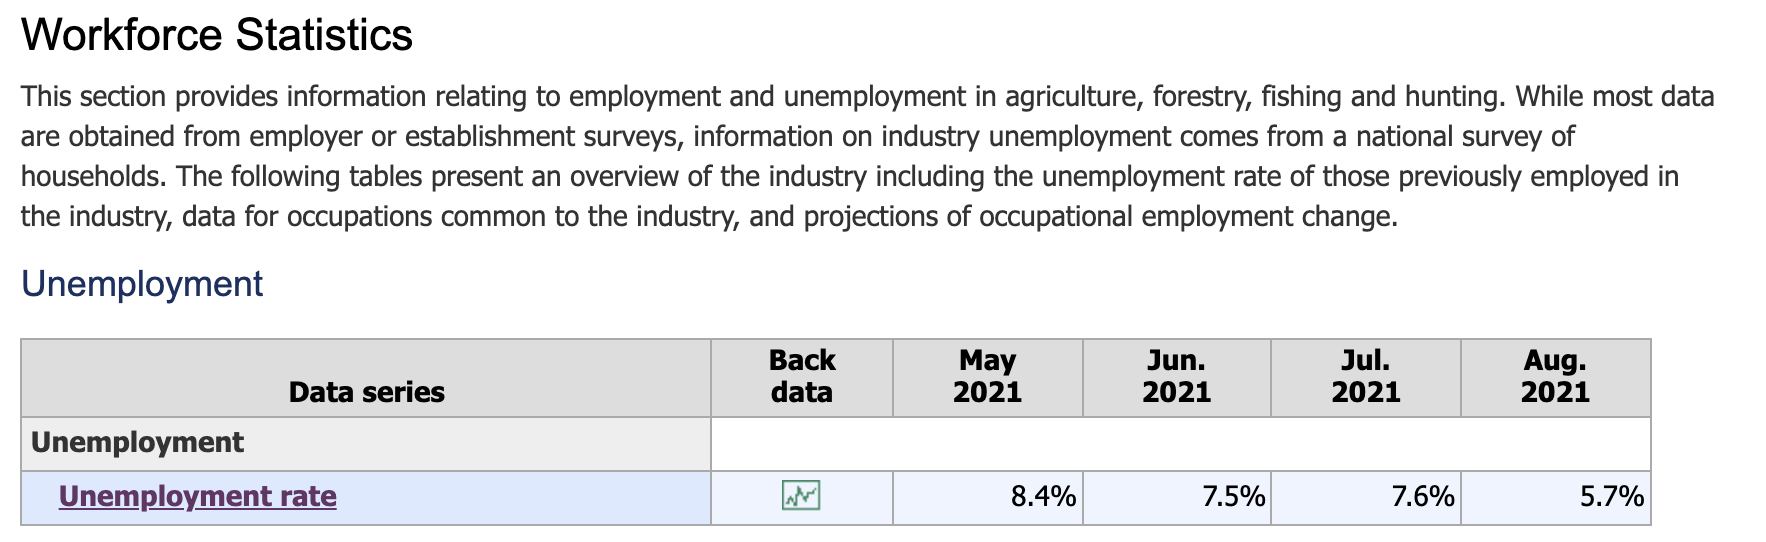 Workforce Statistics
This section provides information relating to employment and unemployment in agriculture, forestry, fishing and hunting. While most data
are obtained from employer or establishment surveys, information on industry unemployment comes from a national survey of
households. The following tables present an overview of the industry including the unemployment rate of those previously employed in
the industry, data for occupations common to the industry, and projections of occupational employment change.
Unemployment
Data series Back data May 2021 Jun. 2021 Jul. 2021 Aug. 2021
Unemployment
Unemployment rate 8.4% 7.5% 7.6% 5.7%